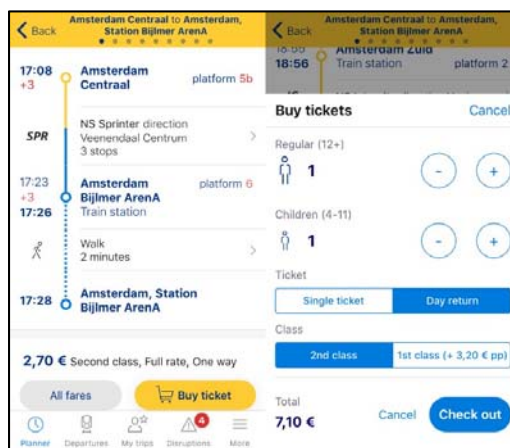 Back
Amsterdam Centraal to Amsterdam,
Station Bijlmer ArenA
17:08
+3
Amsterdam
Centraal
platform 5b
SPR
NS Sprinter direction
Veenendaal Centrum
3 stops
17:23
+3
17:26
Amsterdam
Bijlmer ArenA
Train station
platform 6
Walk
2 minutes
17:28
Amsterdam, Station
Bijlmer ArenA
2,70 € Second class, Full rate, One way
All fares
Buy ticket
4
Planner Departures My trips Disruptions More
Back
Amsterdam Centraal to Amsterdam,
Station Bijlmer ArenA
18:55
18:56
Amsterdam Zuid
Train station
platform 2
Buy tickets
Cancel
Regular (12+)
1
-
+
Children (4-11)
1
-
+
Ticket
Single ticket
Day return
Class
2nd class
1st class (+ 3,20 € pp)
Total
7,10 €
Cancel
Check out